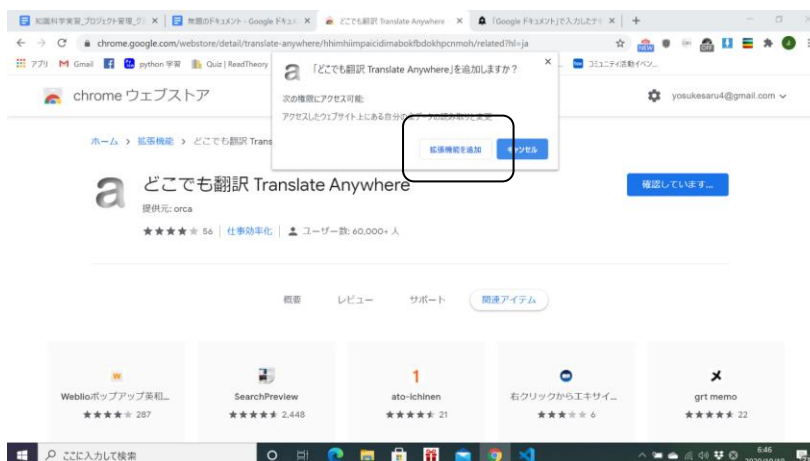 知識科学実習_プロジェクト管理_グ
無題のドキュメント - Google ドキュ
どこでも翻訳 Translate Anywhere -
「Google ドキュメント」で入力したテキ
chrome.google.com/webstore/detail/translate-anywhere/hhimhiimpaicidimabokfbdokhpcnmoh/related?hl=ja
アプリ
Gmail
python 学習
Quiz | ReadTheory
コミュニティ活動イベン...
「どこでも翻訳 Translate Anywhere」を追加しますか？
次の権限にアクセス可能:
アクセスしたウェブサイト上にある自分の全データの読み取りと変更
拡張機能を追加
キャンセル
chrome ウェブストア
yosukesaru4@gmail.com
ホーム > 拡張機能 > どこでも翻訳 Trans
どこでも翻訳 Translate Anywhere
確認しています...
提供元: orca
56 | 仕事効率化 | ユーザー数: 60,000+ 人
概要
レビュー
サポート
関連アイテム
Weblioポップアップ英和...
287
SearchPreview
2,448
ato-ichinen
21
右クリックからエキサイ...
6
grt memo
22
ここに入力して検索
6:46